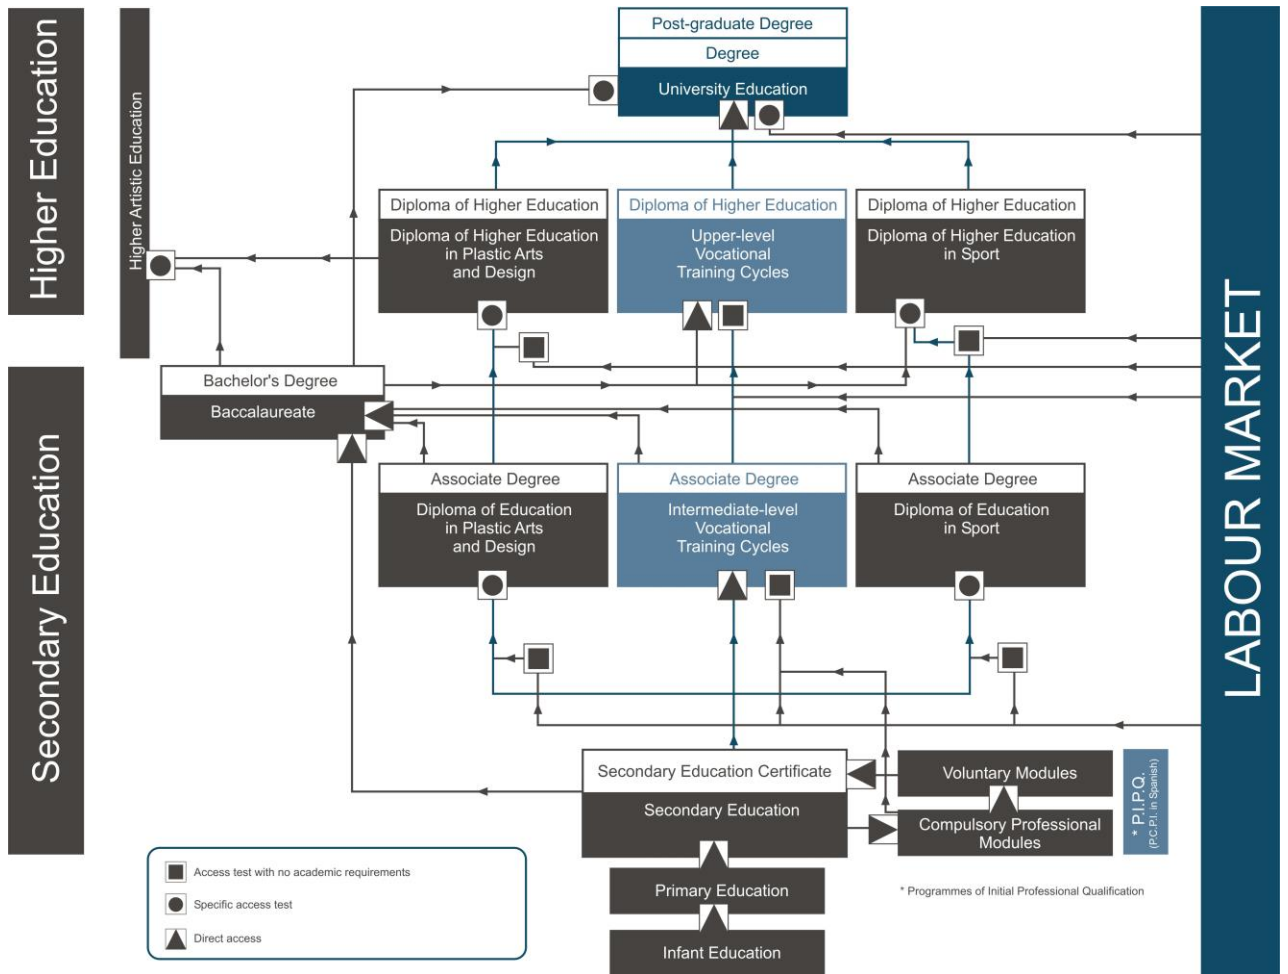 Higher Education
Higher Artistic Education
Post-graduate Degree
Degree
University Education
Diploma of Higher Education
Diploma of Higher Education
in Plastic Arts
and Design
Diploma of Higher Education
Upper-level
Vocational
Training Cycles
Diploma of Higher Education
Diploma of Higher Education
in Sport
LABOUR MARKET
Secondary Education
Bachelor's Degree
Baccalaureate
Associate Degree
Diploma of Education
in Plastic Arts
and Design
Associate Degree
Intermediate-level
Vocational
Training Cycles
Associate Degree
Diploma of Education
in Sport
Secondary Education Certificate
Secondary Education
Voluntary Modules
Compulsory Professional
Modules
* P.I.P.Q.
(P.C.P.I. in Spanish)
Primary Education
Infant Education
* Programmes of Initial Professional Qualification
Access test with no academic requirements
Specific access test
Direct access